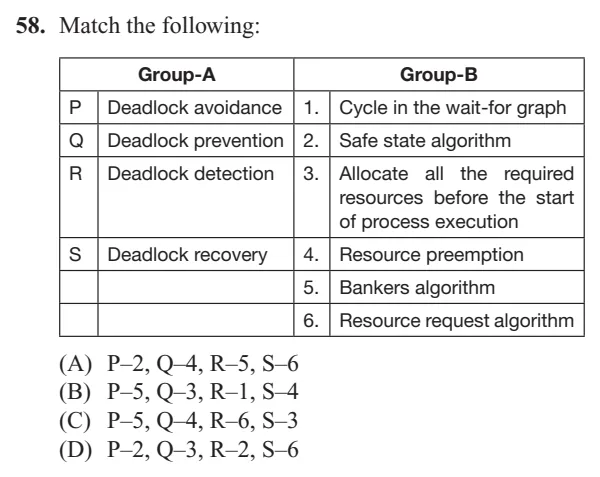 58. Match the following:
Group-A Group-B
P Deadlock avoidance 1. Cycle in the wait-for graph
Q Deadlock prevention 2. Safe state algorithm
R Deadlock detection 3. Allocate all the required
resources before the start
of process execution
S Deadlock recovery 4. Resource preemption
5. Bankers algorithm
6. Resource request algorithm
(A) P–2, Q–4, R–5, S–6
(B) P–5, Q–3, R–1, S–4
(C) P–5, Q–4, R–6, S–3
(D) P–2, Q–3, R–2, S–6